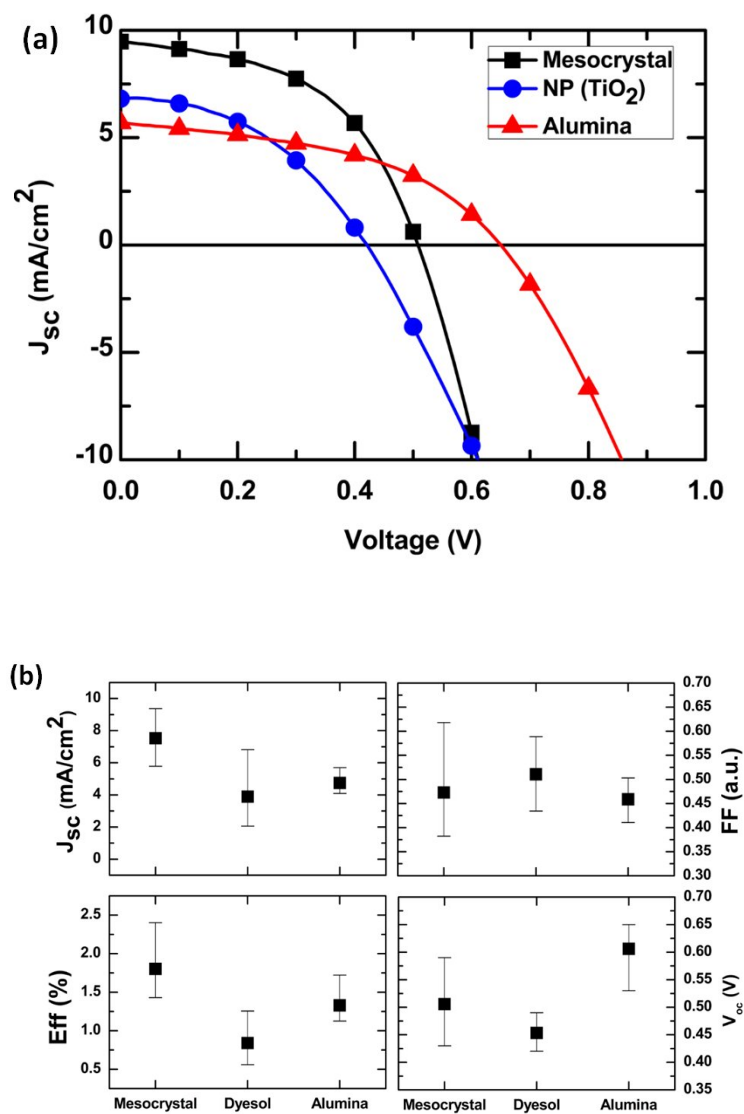 (a)
Mesocrystal
NP (TiO2)
Alumina
Jsc (mA/cm2)
10
5
0
-5
-10
0.0 0.2 0.4 0.6 0.8 1.0
Voltage (V)
(b)
Jsc (mA/cm2)
10
8
6
4
2
0
0.70
0.65
0.60
0.55
0.50
0.45
0.40
0.35
0.30
FF (a.u.)
Eff (%)
2.5
2.0
1.5
1.0
0.5
0.70
0.65
0.60
0.55
0.50
0.45
0.40
0.35
Voc (V)
Mesocrystal Dyesol Alumina Mesocrystal Dyesol Alumina